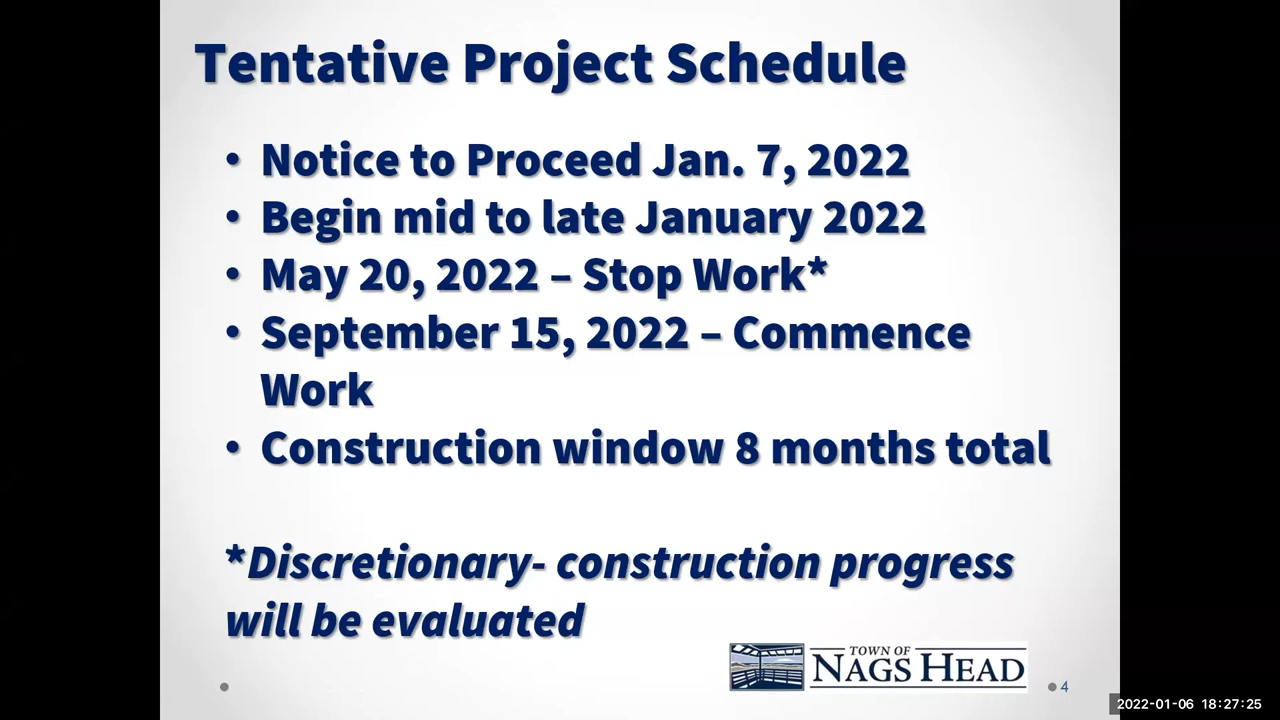 Tentative Project Schedule
• Notice to Proceed Jan. 7, 2022
• Begin mid to late January 2022
• May 20, 2022 – Stop Work*
• September 15, 2022 – Commence
Work
• Construction window 8 months total
*Discretionary- construction progress
will be evaluated
TOWN OF
NAGS HEAD
4
2022-01-06 18:27:25